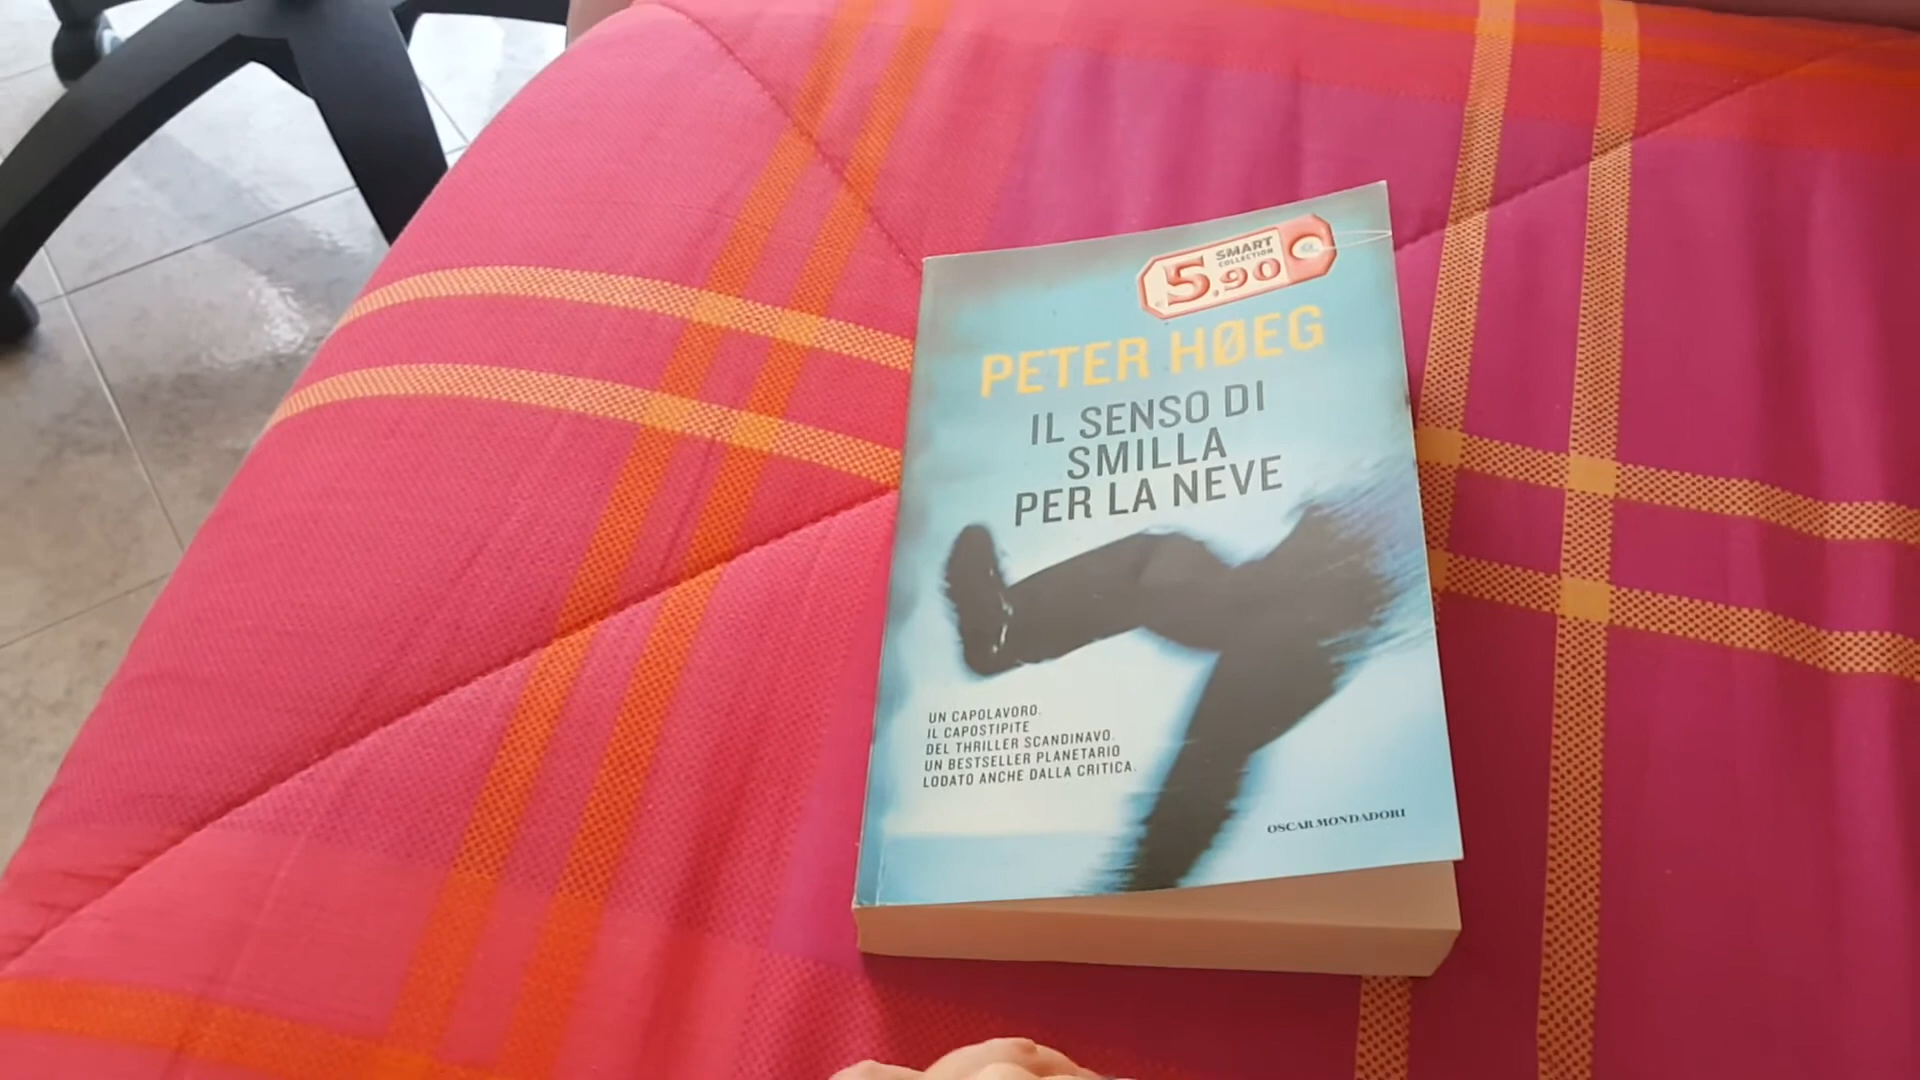 SMART
COLLECTION
€ 5,90
PETER HØEG
IL SENSO DI
SMILLA
PER LA NEVE
UN CAPOLAVORO.
IL CAPOSTIPITE
DEL THRILLER SCANDINAVO.
UN BESTSELLER PLANETARIO
LODATO ANCHE DALLA CRITICA.
OSCAR MONDADORI